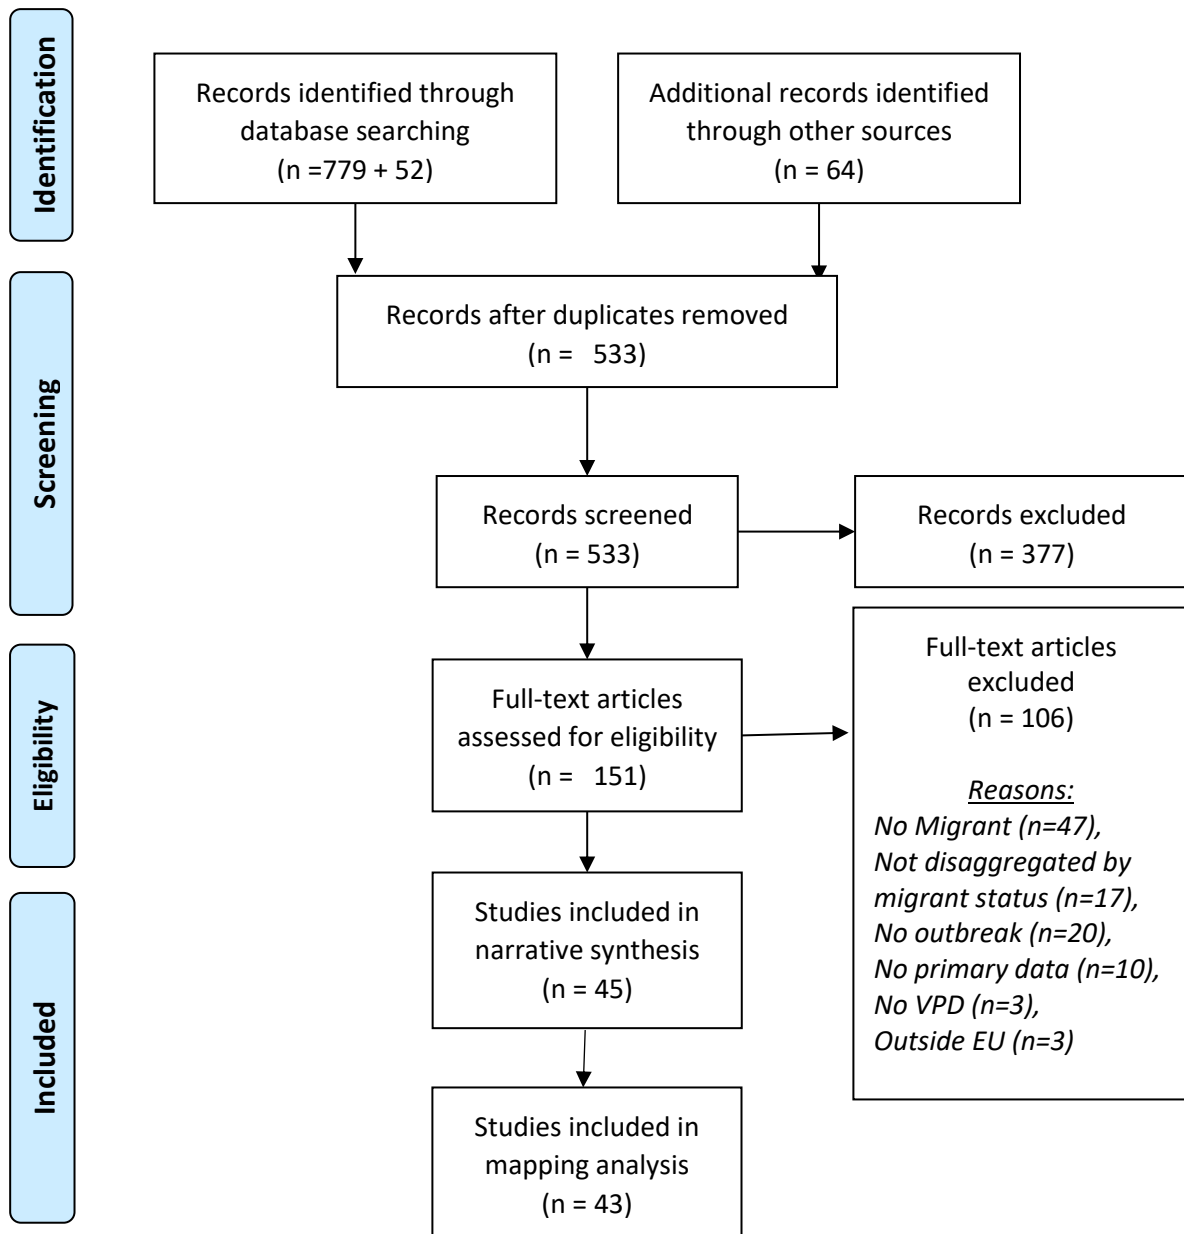 Identification
Records identified through
database searching
(n =779 + 52)
Additional records identified
through other sources
(n = 64)
Screening
Records after duplicates removed
(n =   533)
Records screened
(n = 533)
Records excluded
(n = 377)
Eligibility
Full-text articles
assessed for eligibility
(n =   151)
Full-text articles
excluded
(n = 106)
Reasons:
No Migrant (n=47),
Not disaggregated by
migrant status (n=17),
No outbreak (n=20),
No primary data (n=10),
No VPD (n=3),
Outside EU (n=3)
Included
Studies included in
narrative synthesis
(n = 45)
Studies included in
mapping analysis
(n = 43)